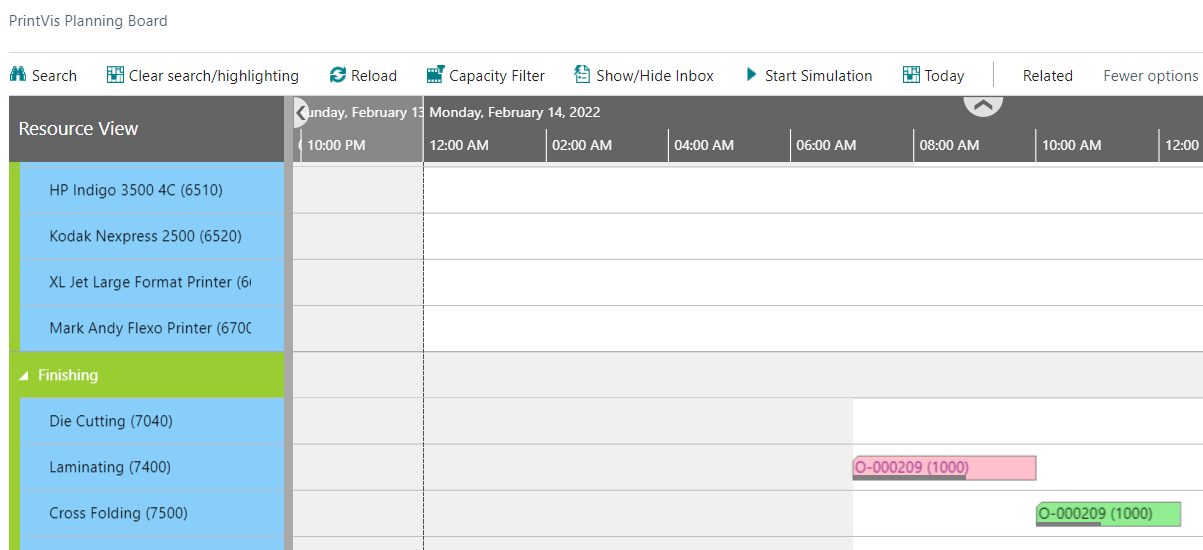 PrintVis Planning Board
Search Clear search/highlighting Reload Capacity Filter Show/Hide Inbox Start Simulation Today Related Fewer options
Resource View
unday, February 13 Monday, February 14, 2022
10:00 PM 12:00 AM 02:00 AM 04:00 AM 06:00 AM 08:00 AM 10:00 AM 12:00
HP Indigo 3500 4C (6510)
Kodak Nexpress 2500 (6520)
XL Jet Large Format Printer (6
Mark Andy Flexo Printer (670
Finishing
Die Cutting (7040)
Laminating (7400) O-000209 (1000)
Cross Folding (7500) O-000209 (1000)